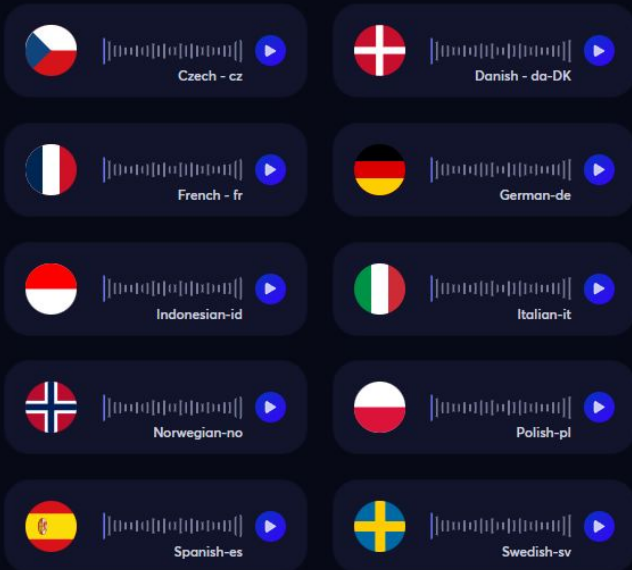 Czech - cz
Danish - da-DK
French - fr
German-de
Indonesian-id
Italian-it
Norwegian-no
Polish-pl
Spanish-es
Swedish-sv